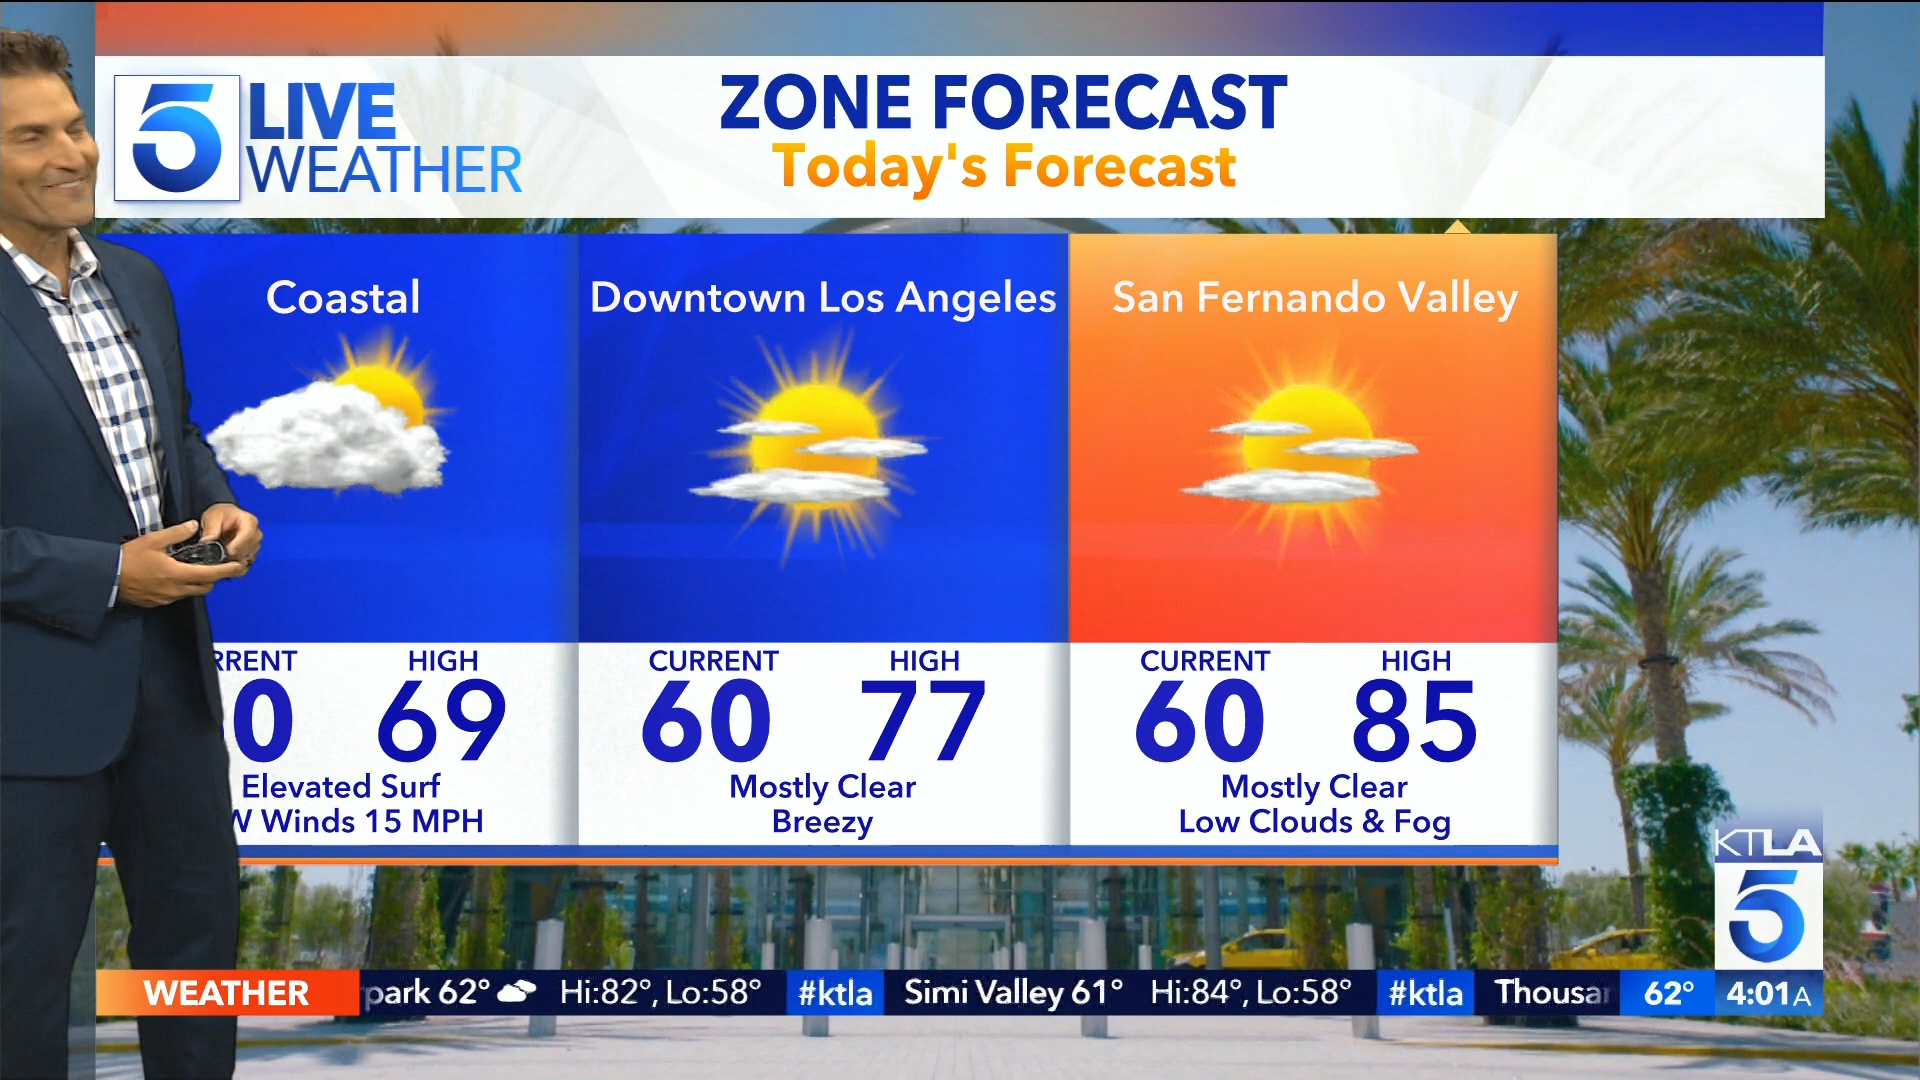 5 LIVE
WEATHER
ZONE FORECAST
Today's Forecast
Coastal
HIGH
69
Elevated Surf
Winds 15 MPH
Downtown Los Angeles
CURRENT HIGH
60 77
Mostly Clear
Breezy
San Fernando Valley
CURRENT HIGH
60 85
Mostly Clear
Low Clouds & Fog
KTLA
5
WEATHER park 62° Hi:82°, Lo:58° #ktla Simi Valley 61° Hi:84°, Lo:58° #ktla Thousa 62° 4:01A